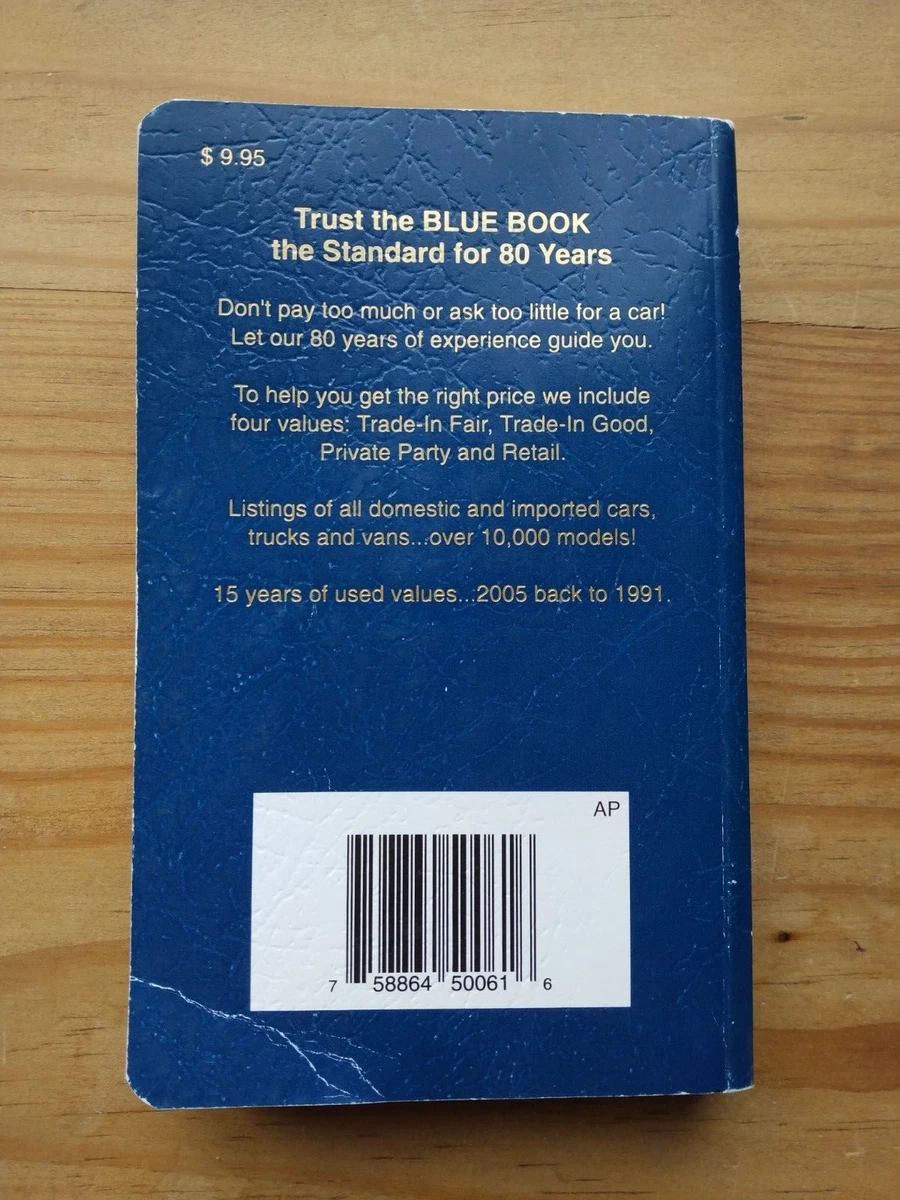 $ 9.95
Trust the BLUE BOOK
the Standard for 80 Years
Don't pay too much or ask too little for a car!
Let our 80 years of experience guide you.
To help you get the right price we include
four values: Trade-In Fair, Trade-In Good,
Private Party and Retail.
Listings of all domestic and imported cars,
trucks and vans...over 10,000 models!
15 years of used values...2005 back to 1991.
AP
7 58864 50061 6